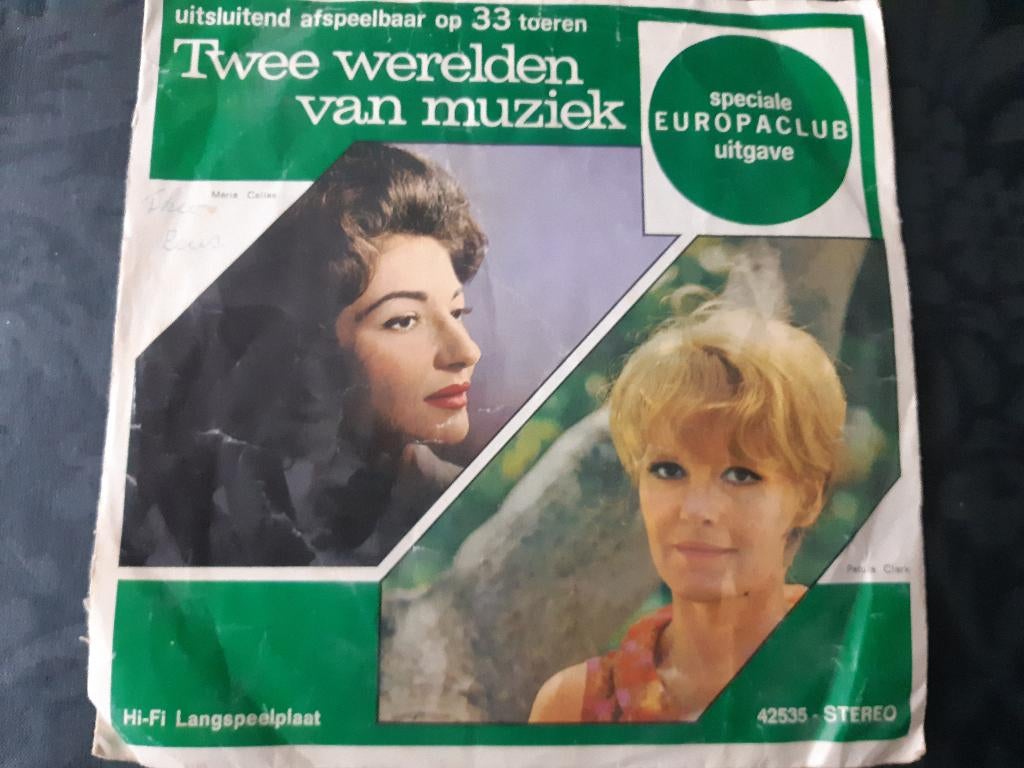 uitsluitend afspeelbaar op 33 toeren
Twee werelden
van muziek
speciale
EUROPACLUB
uitgave
Maria Callas
Petula Clark
Hi-Fi Langspeelplaat
42535 - STEREO